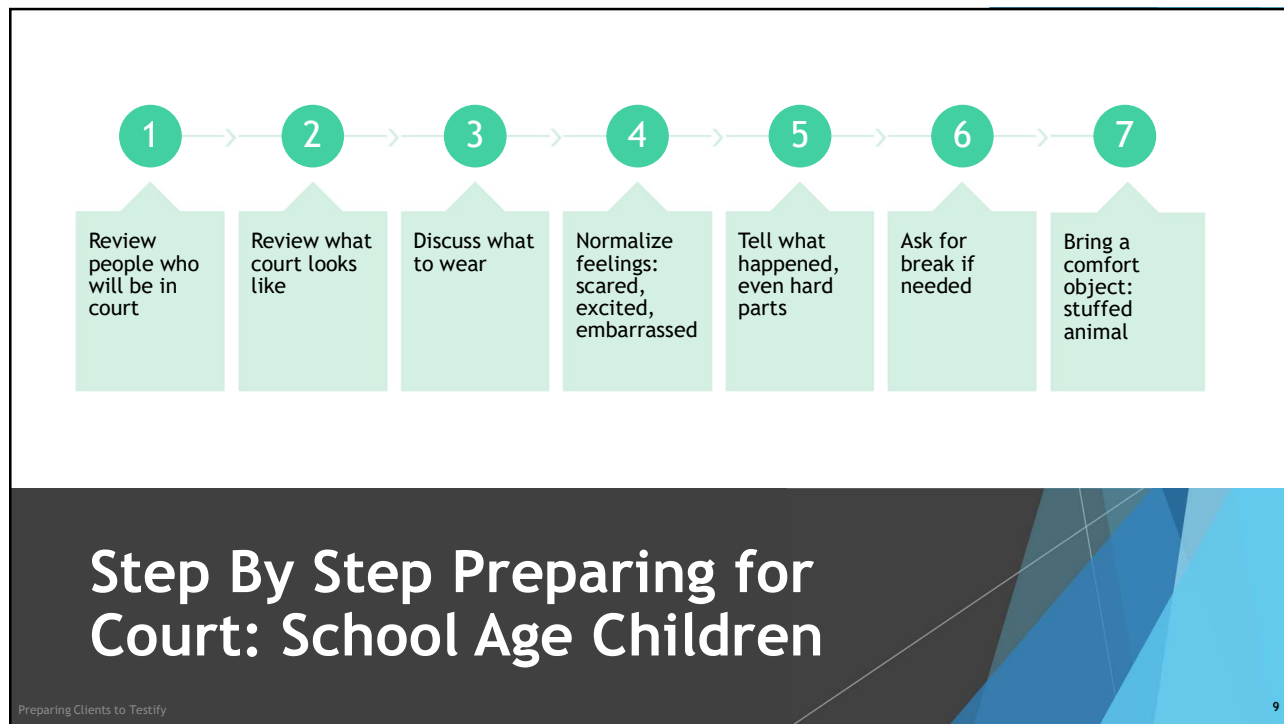 1
2
3
4
5
6
7
Review
people who
will be in
court
Review what
court looks
like
Discuss what
to wear
Normalize
feelings:
scared,
excited,
embarrassed
Tell what
happened,
even hard
parts
Ask for
break if
needed
Bring a
comfort
object:
stuffed
animal
Step By Step Preparing for
Court: School Age Children
Preparing Clients to Testify
9